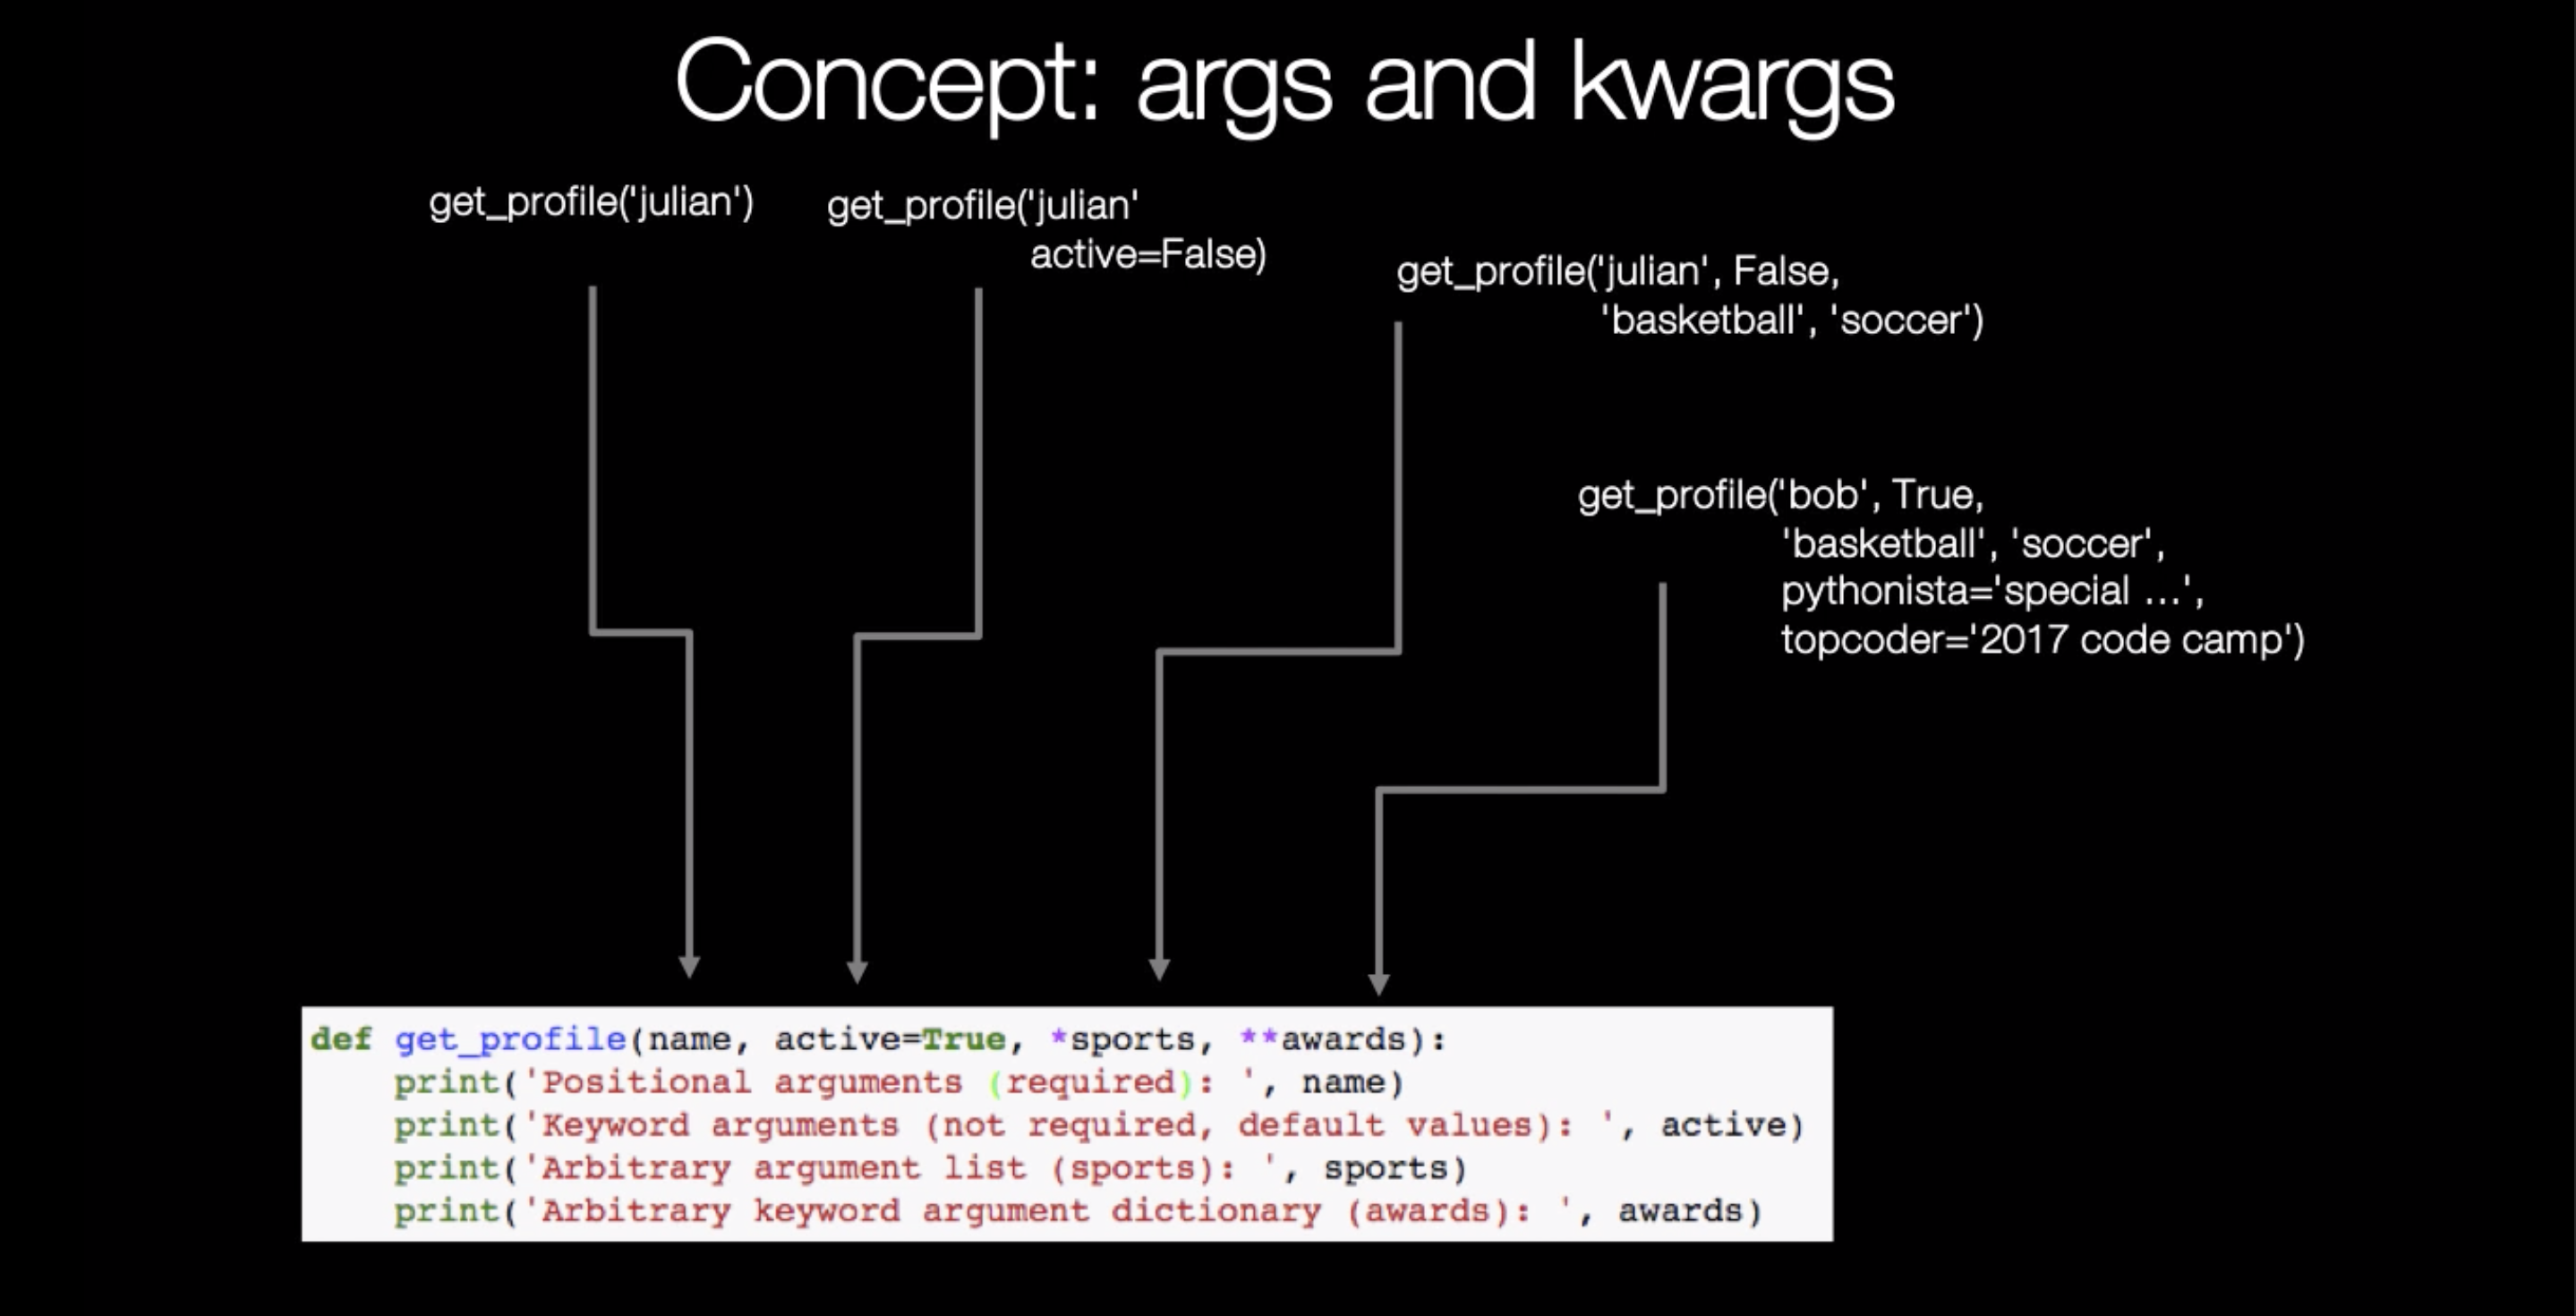 Concept: args and kwargs
get_profile('julian')
get_profile('julian'
active=False)
get_profile('julian', False,
'basketball', 'soccer')
get_profile('bob', True,
'basketball', 'soccer',
pythonista='special ...',
topcoder='2017 code camp')
def get_profile(name, active=True, *sports, **awards):
    print('Positional arguments (required): ', name)
    print('Keyword arguments (not required, default values): ', active)
    print('Arbitrary argument list (sports): ', sports)
    print('Arbitrary keyword argument dictionary (awards): ', awards)